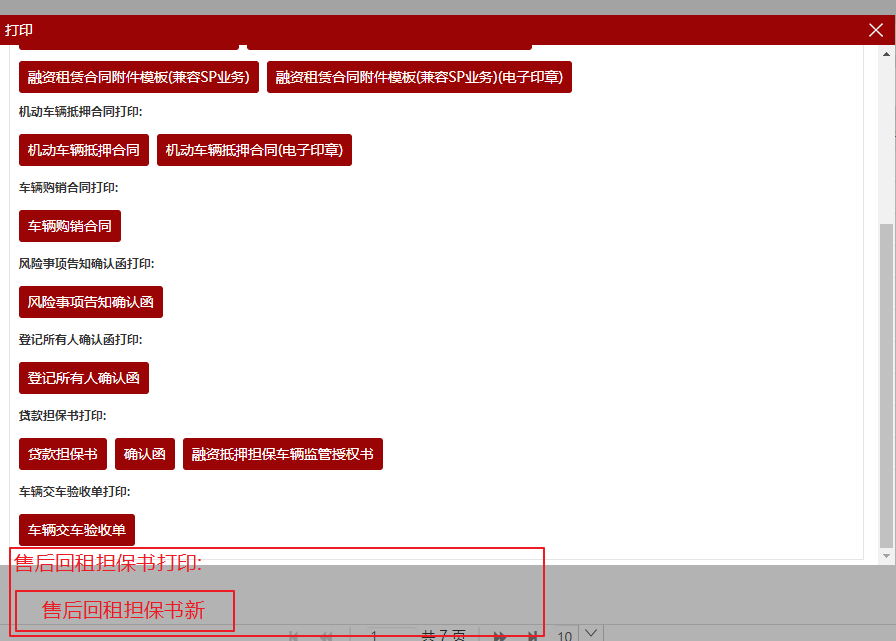 打印
融资租赁合同附件模板(兼容SP业务) 融资租赁合同附件模板(兼容SP业务)(电子印章)
机动车辆抵押合同打印:
机动车辆抵押合同 机动车辆抵押合同(电子印章)
车辆购销合同打印:
车辆购销合同
风险事项告知确认函打印:
风险事项告知确认函
登记所有人确认函打印:
登记所有人确认函
贷款担保书打印:
贷款担保书 确认函 融资抵押担保车辆监管授权书
车辆交车验收单打印:
车辆交车验收单
售后回租担保书打印:
售后回租担保书新
1 共 7 页 10